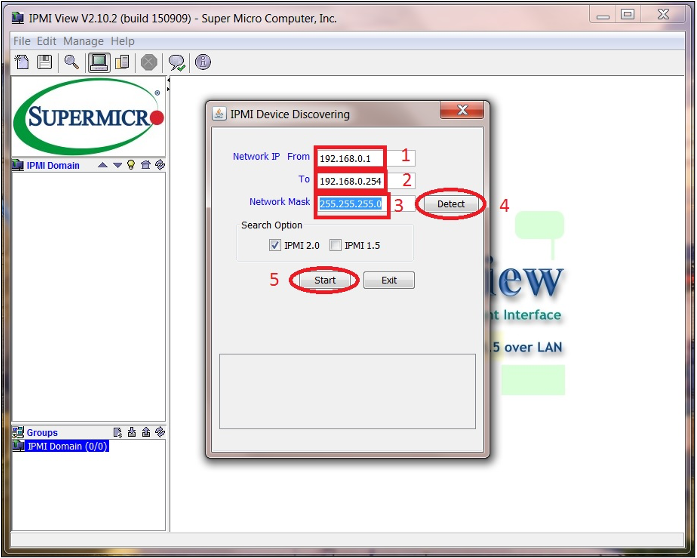 IPMI View V2.10.2 (build 150909) - Super Micro Computer, Inc.
File Edit Manage Help
SUPERMICRO
®
IPMI Domain
IPMI Device Discovering
Network IP From 192.168.0.1 1
To 192.168.0.254 2
Network Mask 255.255.255.0 3 Detect 4
Search Option
IPMI 2.0 IPMI 1.5
5 Start Exit
iew
nt Interface
.5 over LAN
Groups
IPMI Domain (0/0)